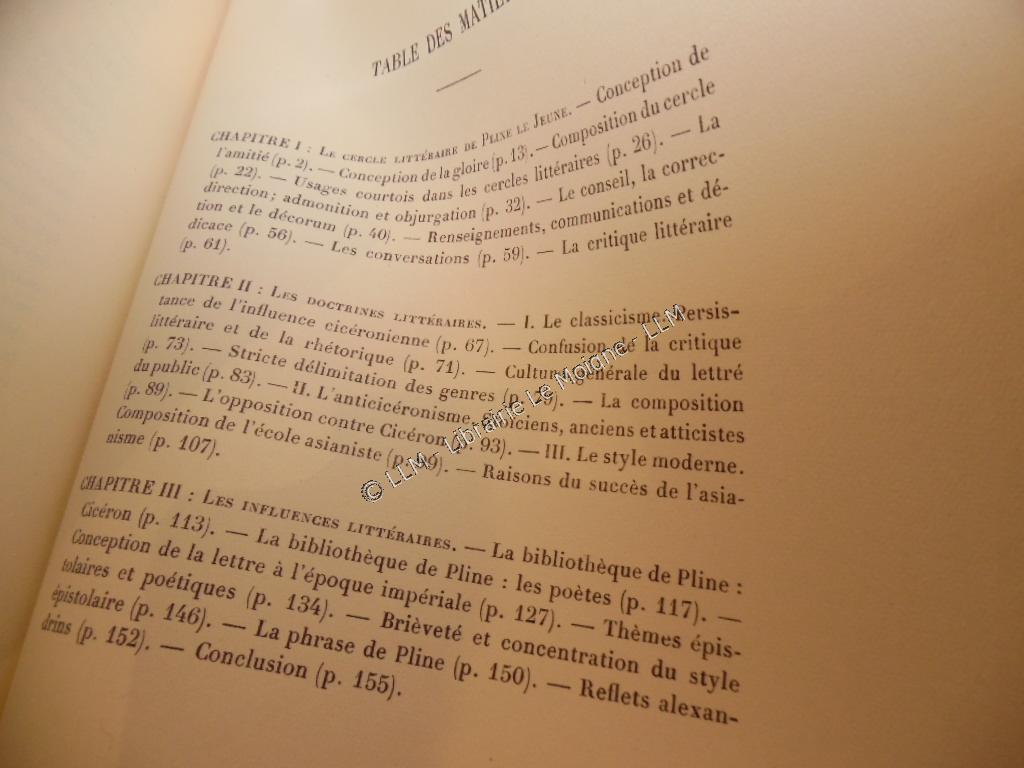 TABLE DES MATIÈ
CHAPITRE I : LE CERCLE LITTÉRAIRE DE PLINE LE JEUNE. — Conception de
l'amitié (p. 2). — Conception de la gloire (p. 13). — Composition du cercle
(p. 22). — Usages courtois dans les cercles littéraires (p. 26). — La
direction; admonition et objurgation (p. 32). — Le conseil, la correc-
tion et le décorum (p. 40). — Renseignements, communications et dé-
dicace (p. 56). — Les conversations (p. 59). — La critique littéraire
(p. 61).
CHAPITRE II : LES DOCTRINES LITTÉRAIRES. — I. Le classicisme. Persis-
tance de l'influence cicéronienne (p. 67). — Confusion de la critique
littéraire et de la rhétorique (p. 71). — Culture générale du lettré
(p. 73). — Stricte délimitation des genres (p. 79). — La composition
du public (p. 83). — II. L'anticicéronisme. Stoïciens, anciens et atticistes
(p. 89). — L'opposition contre Cicéron (p. 93). — III. Le style moderne.
Composition de l'école asianiste (p. 99). — Raisons du succès de l'asia-
nisme (p. 107).
CHAPITRE III : LES INFLUENCES LITTÉRAIRES. — La bibliothèque de Pline :
Cicéron (p. 113). — La bibliothèque de Pline : les poètes (p. 117). —
Conception de la lettre à l'époque impériale (p. 127). — Thèmes épis-
tolaires et poétiques (p. 134). — Brièveté et concentration du style
épistolaire (p. 146). — La phrase de Pline (p. 150). — Reflets alexan-
drins (p. 152). — Conclusion (p. 155).
© LLM - Librairie Le Moigne - LLM